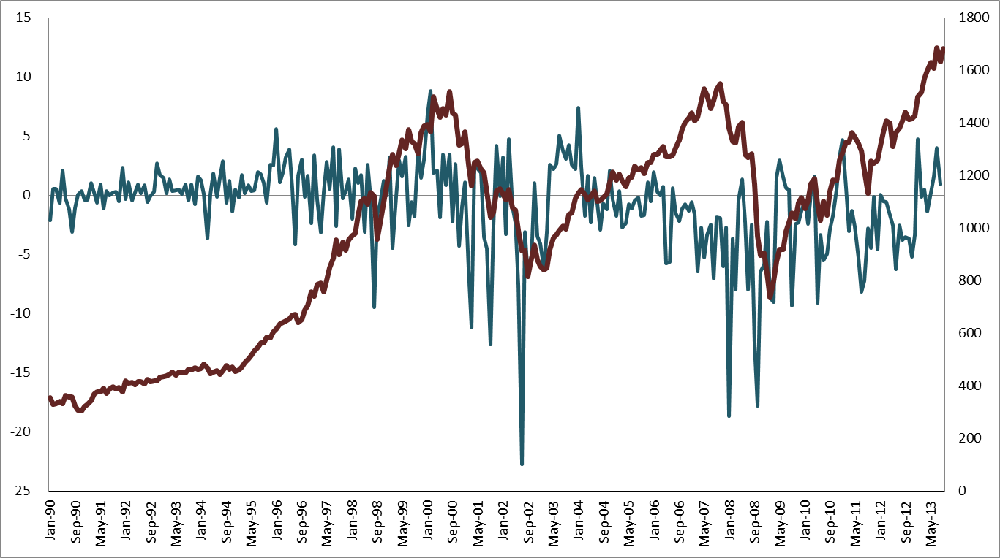 15
10
5
0
-5
-10
-15
-20
-25
1800
1600
1400
1200
1000
800
600
400
200
0
Jan-90
Sep-90
May-91
Jan-92
Sep-92
May-93
Jan-94
Sep-94
May-95
Jan-96
Sep-96
May-97
Jan-98
Sep-98
May-99
Jan-00
Sep-00
May-01
Jan-02
Sep-02
May-03
Jan-04
Sep-04
May-05
Jan-06
Sep-06
May-07
Jan-08
Sep-08
May-09
Jan-10
Sep-10
May-11
Jan-12
Sep-12
May-13